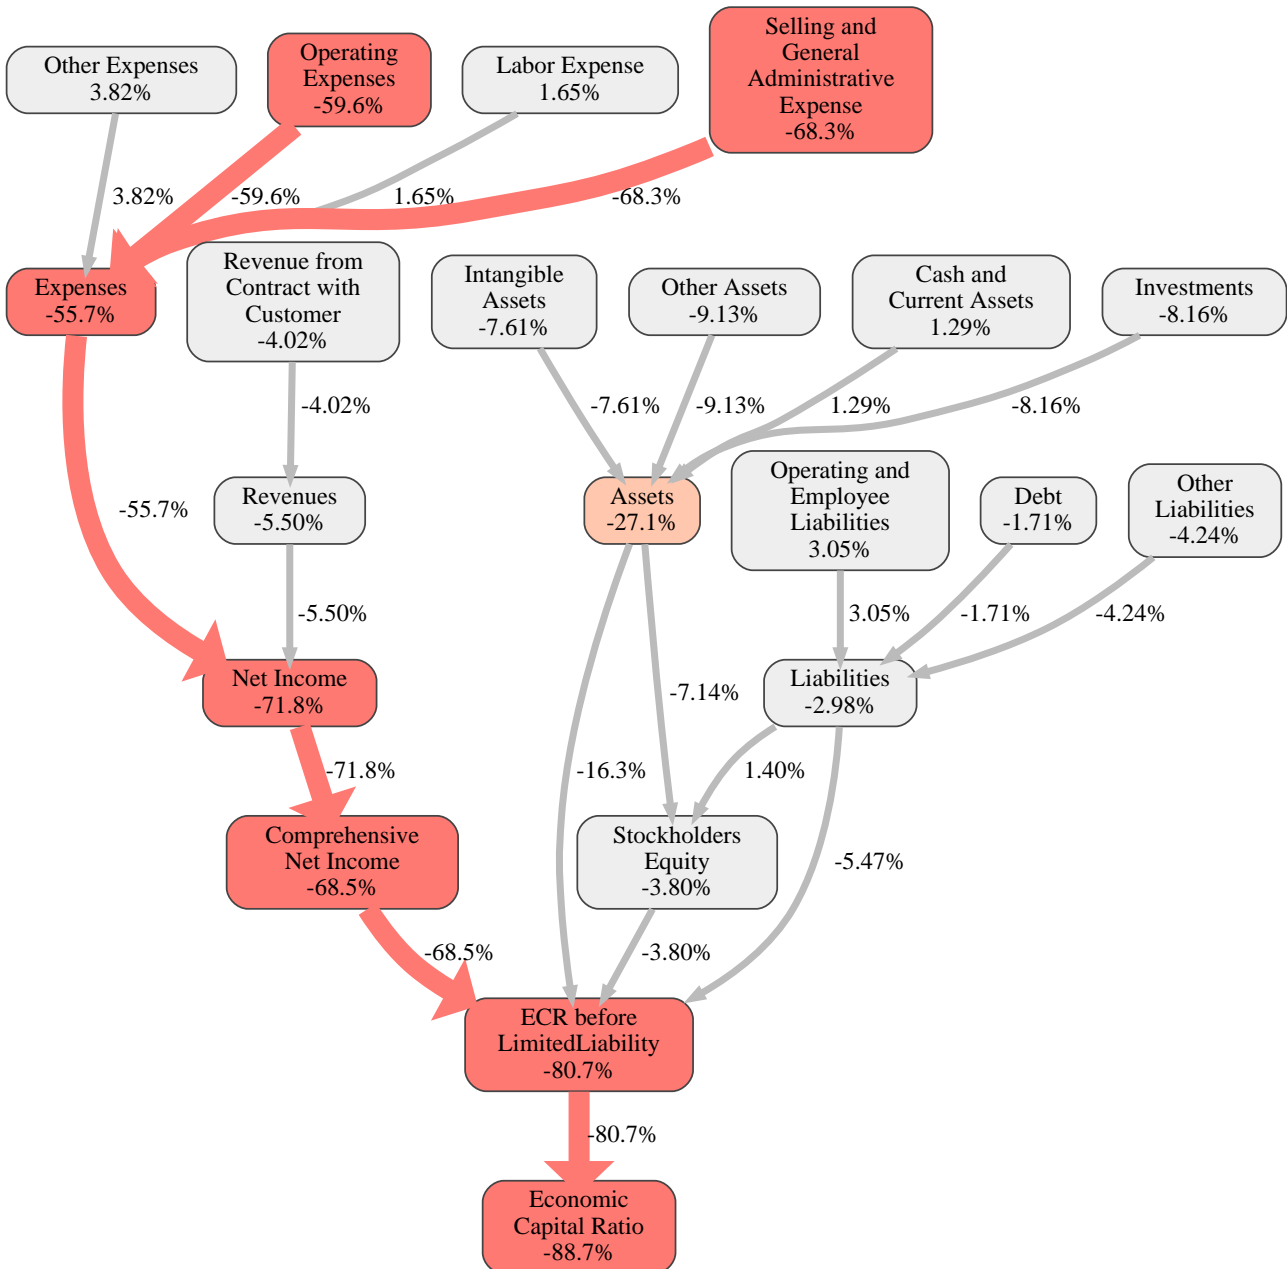 Other Expenses
3.82%
Operating
Expenses
-59.6%
Labor Expense
1.65%
Selling and
General
Administrative
Expense
-68.3%
3.82%
-59.6%
1.65%
-68.3%
Expenses
-55.7%
Revenue from
Contract with
Customer
-4.02%
Intangible
Assets
-7.61%
Other Assets
-9.13%
Cash and
Current Assets
1.29%
Investments
-8.16%
-4.02%
-7.61%
-9.13%
1.29%
-8.16%
-55.7%
Revenues
-5.50%
Assets
-27.1%
Operating and
Employee
Liabilities
3.05%
Debt
-1.71%
Other
Liabilities
-4.24%
-5.50%
3.05%
-1.71%
-4.24%
Net Income
-71.8%
-7.14%
Liabilities
-2.98%
-71.8%
-16.3%
1.40%
Comprehensive
Net Income
-68.5%
Stockholders
Equity
-3.80%
-5.47%
-68.5%
-3.80%
ECR before
LimitedLiability
-80.7%
-80.7%
Economic
Capital Ratio
-88.7%